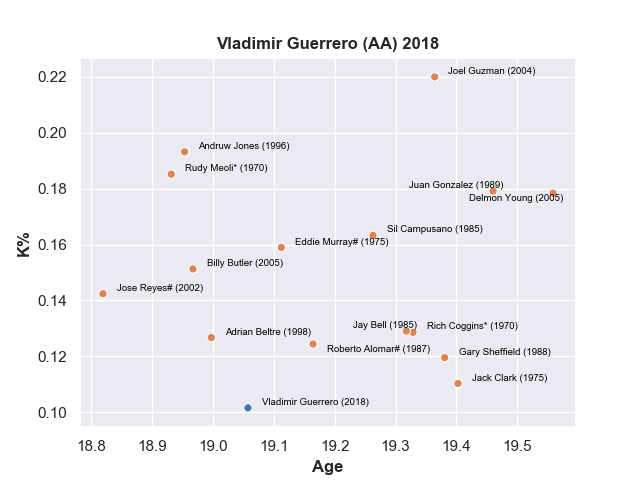 Vladimir Guerrero (AA) 2018
0.22
0.20
0.18
0.16
0.14
0.12
0.10
K%
Joel Guzman (2004)
Andruw Jones (1996)
Rudy Meoli* (1970)
Juan Gonzalez (1989)
Delmon Young (2005)
Sil Campusano (1985)
Eddie Murray# (1975)
Billy Butler (2005)
Jose Reyes# (2002)
Jay Bell (1985)
Rich Coggins* (1970)
Adrian Beltre (1998)
Roberto Alomar# (1987)
Gary Sheffield (1988)
Jack Clark (1975)
Vladimir Guerrero (2018)
18.8 18.9 19.0 19.1 19.2 19.3 19.4 19.5
Age